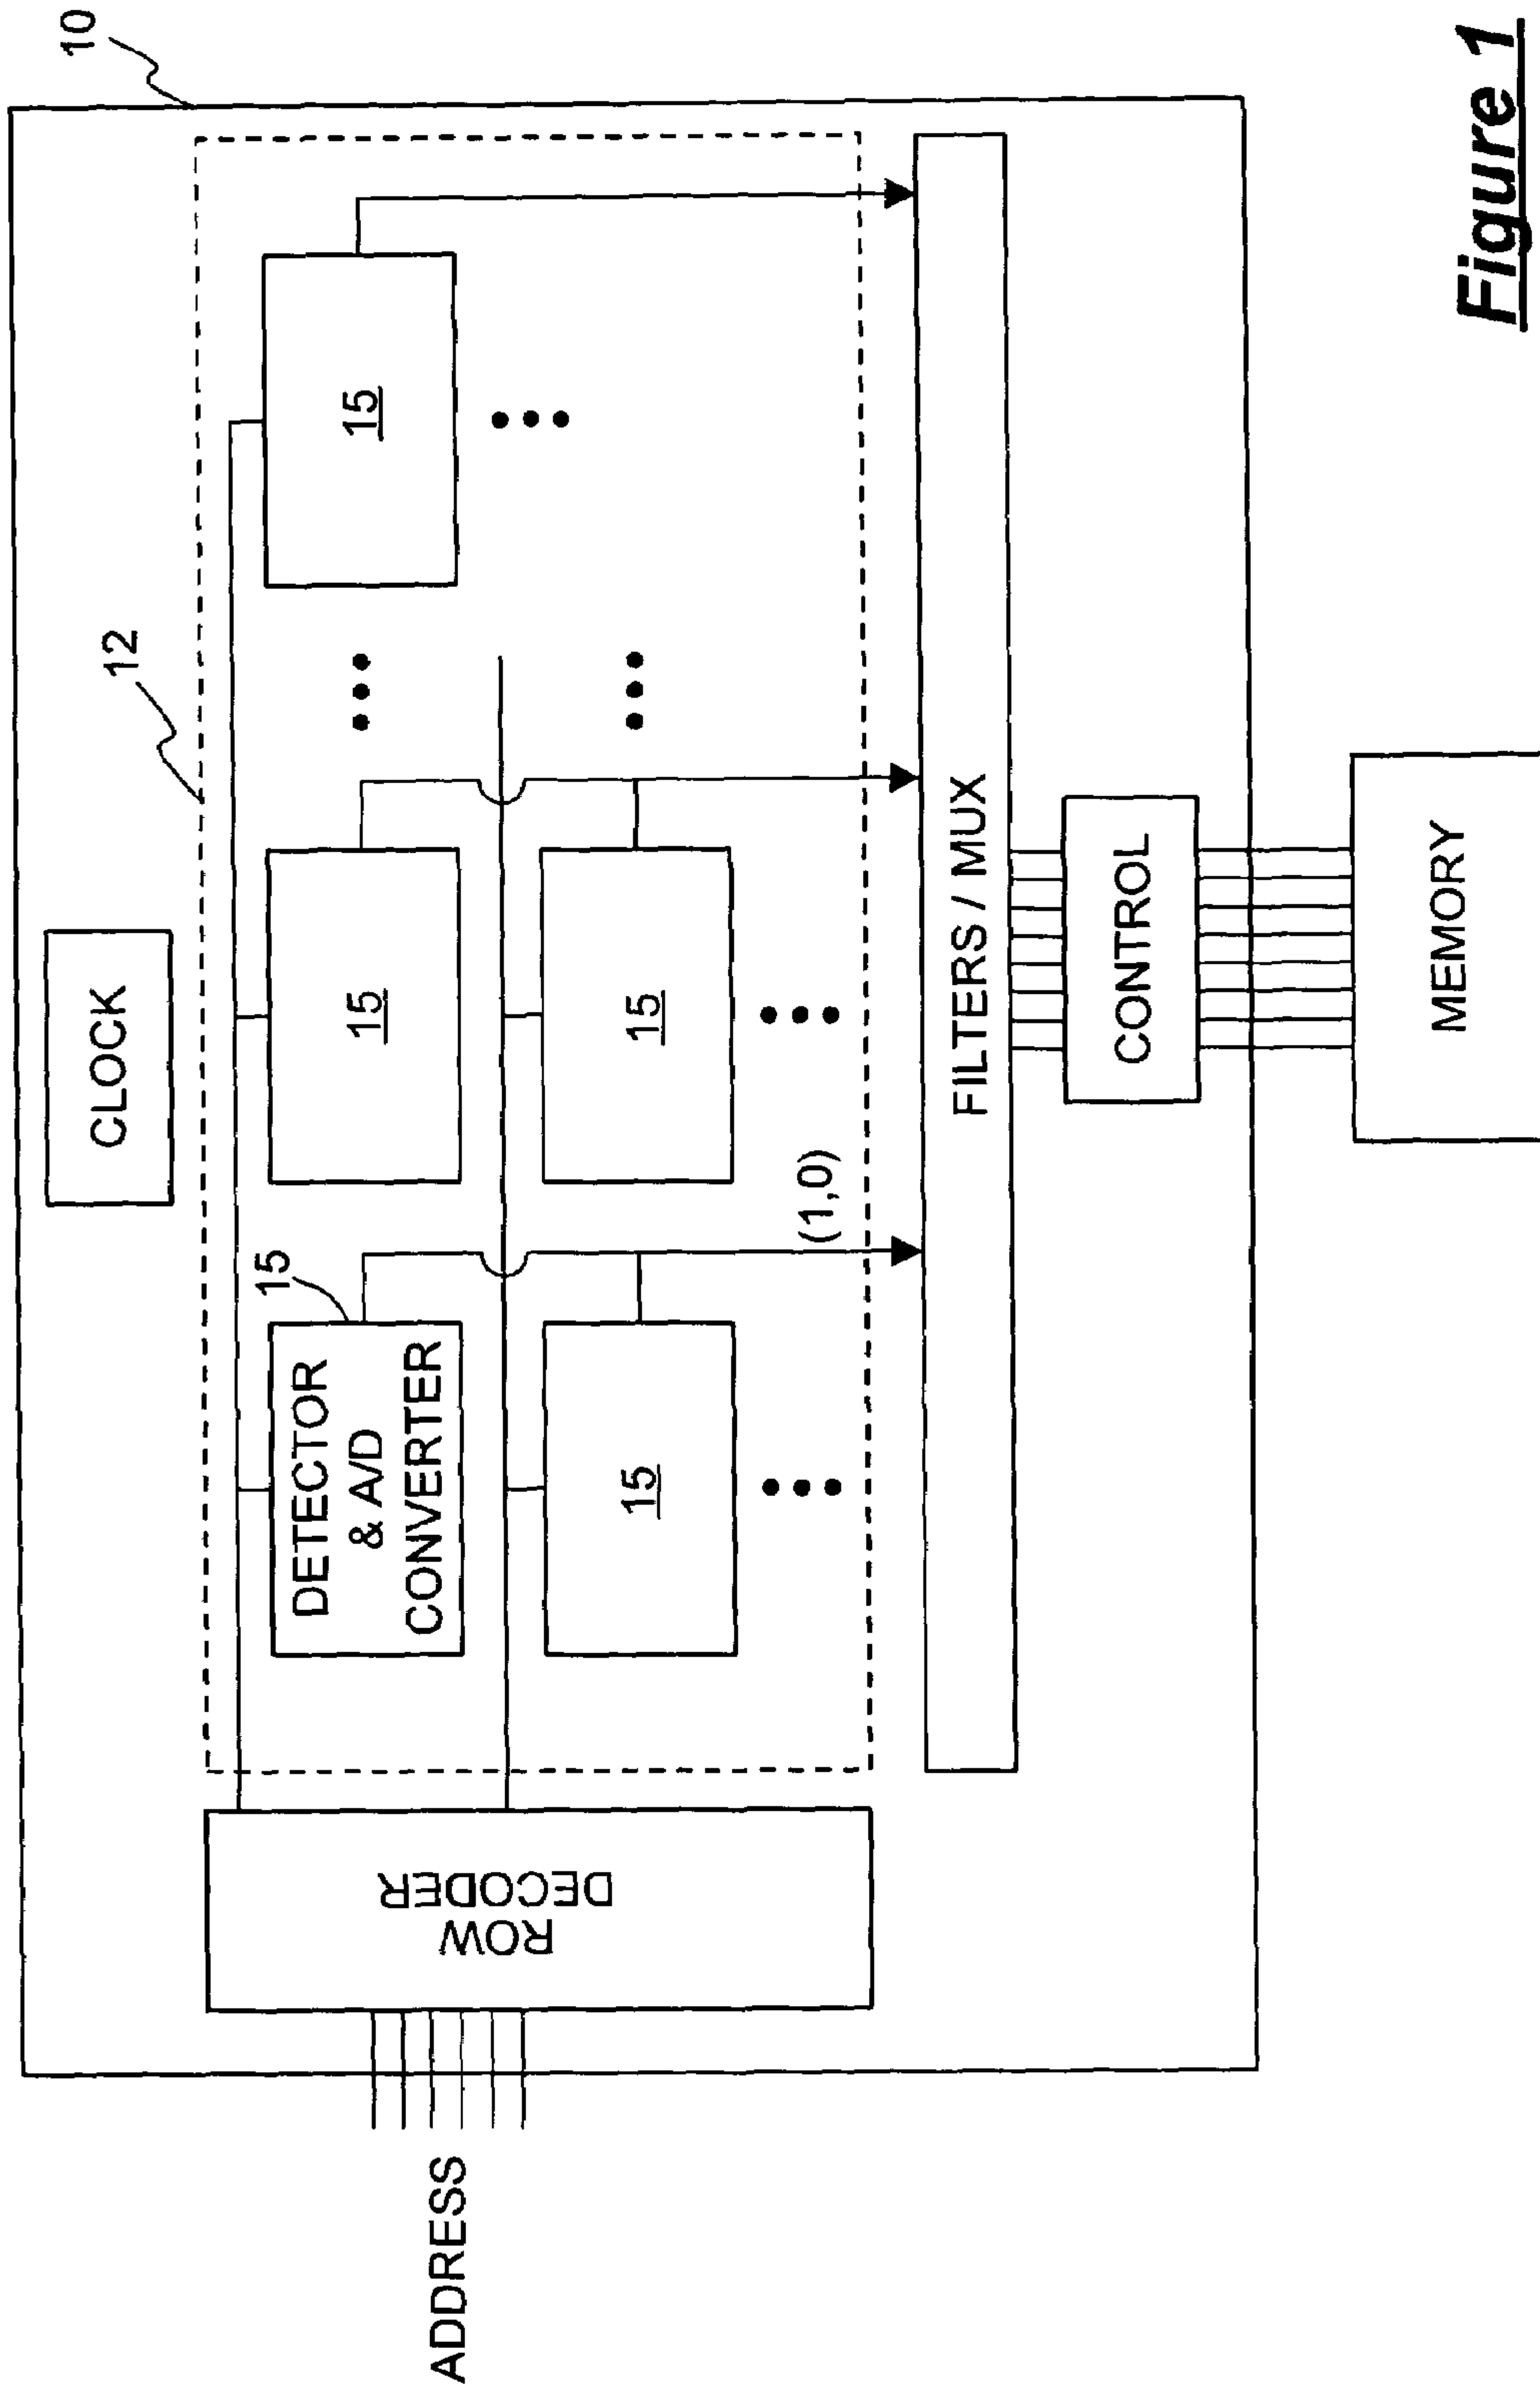 10
12
CLOCK
15
DETECTOR
& A/D
CONVERTER
15
15
15
15
(1,0)
ROW
DECODER
ADDRESS
FILTERS / MUX
CONTROL
MEMORY
Figure 1